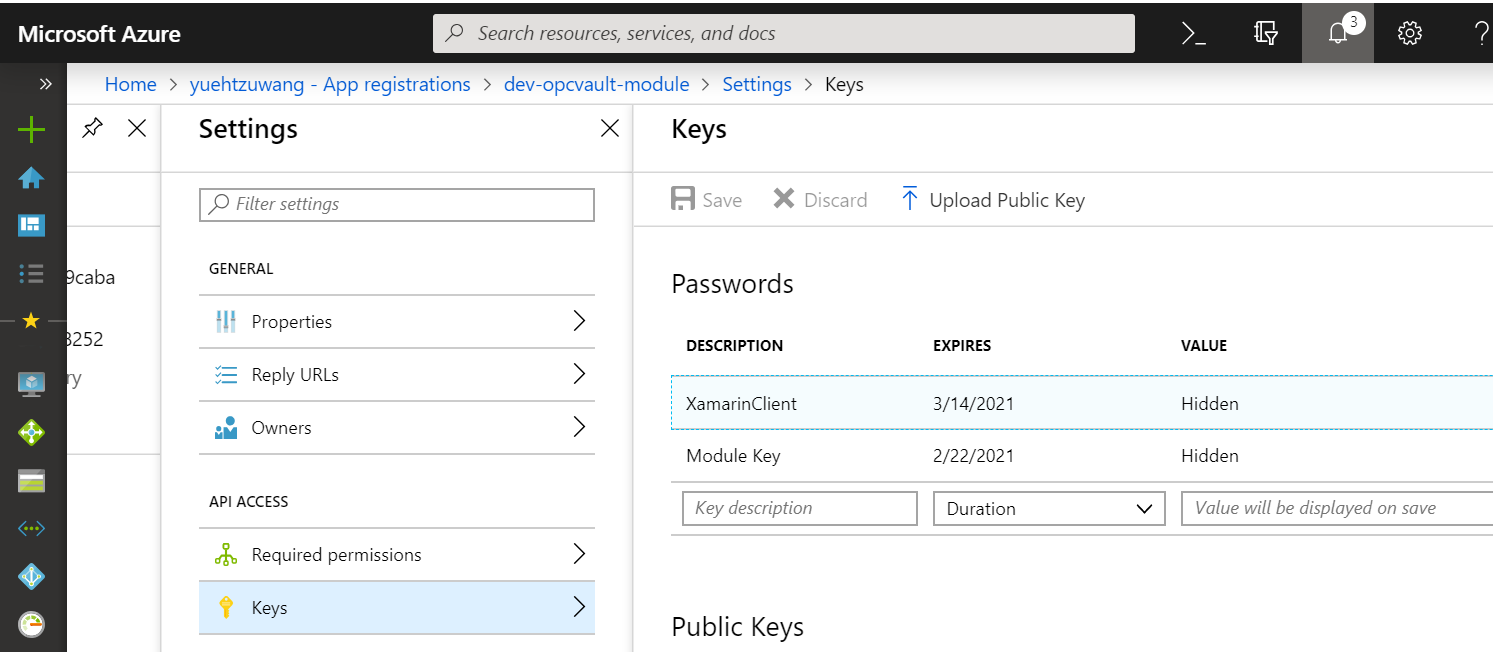 Microsoft Azure
Search resources, services, and docs
3
?
Home > yuehtzuwang - App registrations > dev-opcvault-module > Settings > Keys
9caba
8252
ry
Settings
Filter settings
GENERAL
Properties
Reply URLs
Owners
API ACCESS
Required permissions
Keys
Keys
Save Discard Upload Public Key
Passwords
DESCRIPTION EXPIRES VALUE
XamarinClient 3/14/2021 Hidden
Module Key 2/22/2021 Hidden
Key description Duration Value will be displayed on save
Public Keys